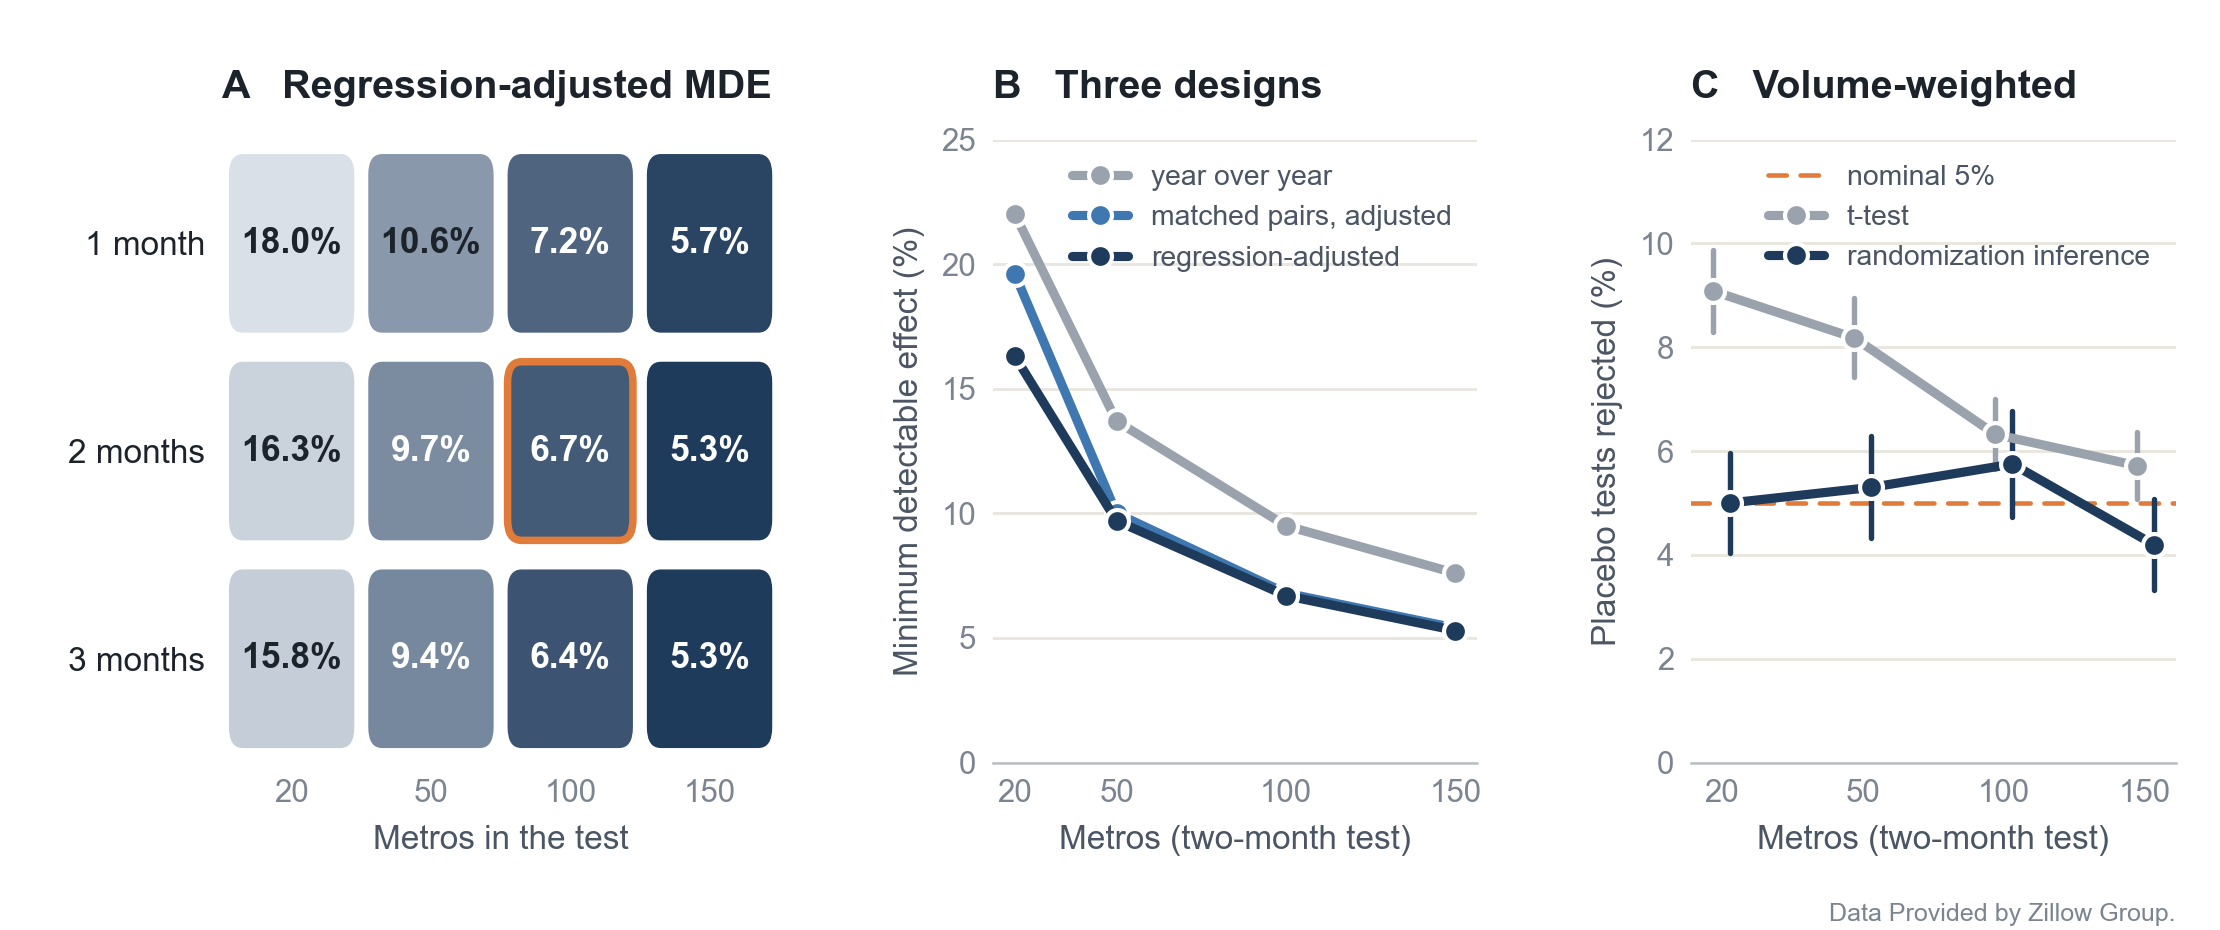 A Regression-adjusted MDE
1 month
18.0% 10.6% 7.2% 5.7%
2 months
16.3% 9.7% 6.7% 5.3%
3 months
15.8% 9.4% 6.4% 5.3%
20 50 100 150
Metros in the test
B Three designs
Minimum detectable effect (%)
25
20
15
10
5
0
year over year
matched pairs, adjusted
regression-adjusted
20 50 100 150
Metros (two-month test)
C Volume-weighted
Placebo tests rejected (%)
12
10
8
6
4
2
0
nominal 5%
t-test
randomization inference
20 50 100 150
Metros (two-month test)
Data Provided by Zillow Group.